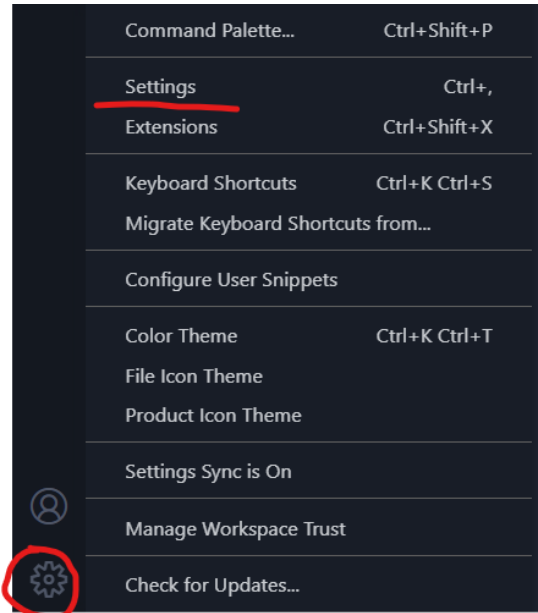 Command Palette... Ctrl+Shift+P
Settings Ctrl+,
Extensions Ctrl+Shift+X
Keyboard Shortcuts Ctrl+K Ctrl+S
Migrate Keyboard Shortcuts from...
Configure User Snippets
Color Theme Ctrl+K Ctrl+T
File Icon Theme
Product Icon Theme
Settings Sync is On
Manage Workspace Trust
Check for Updates...